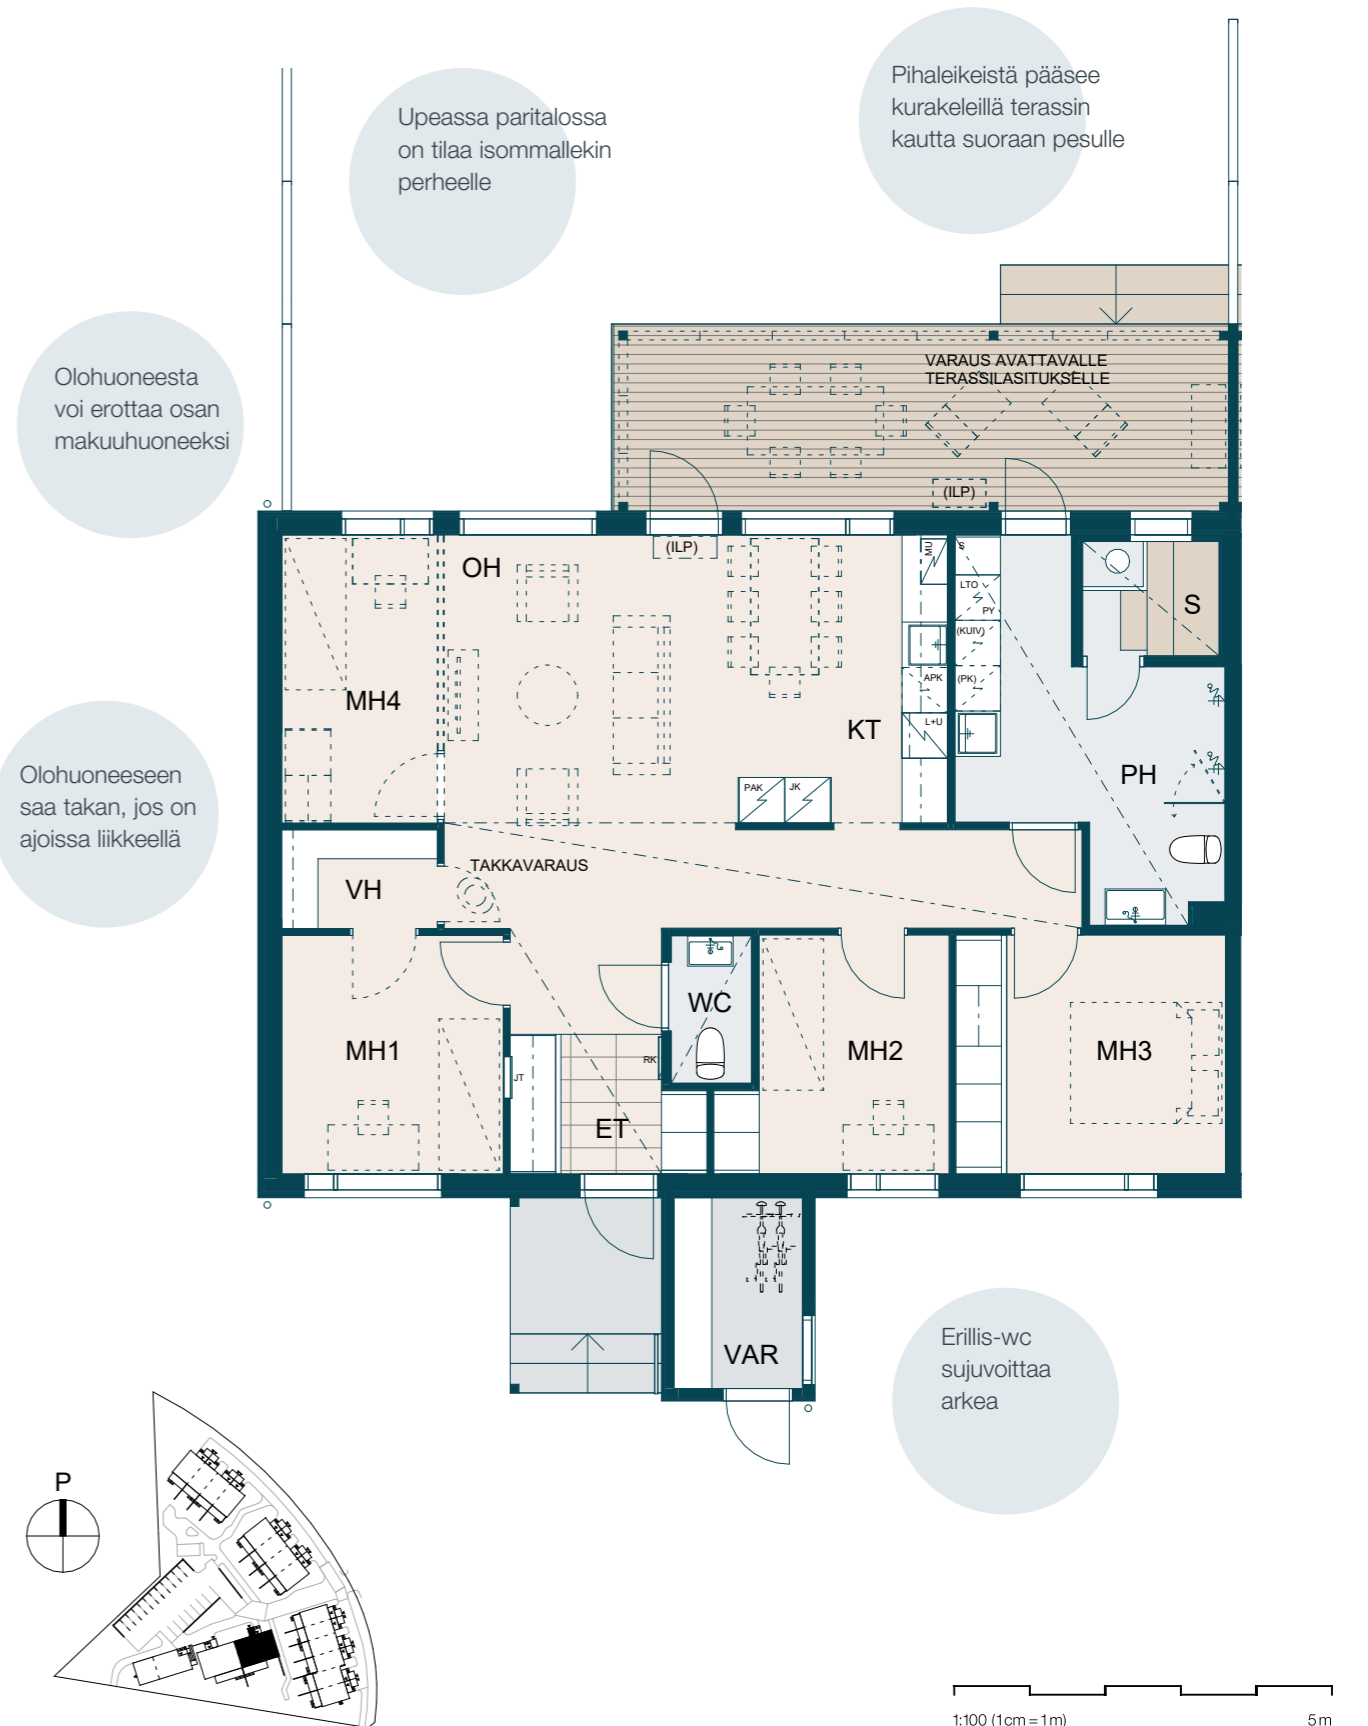 Pihaleikeistä pääsee
kurakeleillä terassin
kautta suoraan pesulle
Upeassa paritalossa
on tilaa isommallekin
perheelle
VARAUS AVATTAVALLE
TERASSILASITUKSELLE
Olohuoneesta
voi erottaa osan
makuuhuoneeksi
(ILP)
(ILP)
OH
MU
S
LTO
PY
S
(KUIV)
APK
(PK)
MH4
L+U
KT
PH
PAK
JK
Olohuoneeseen
saa takan, jos on
ajoissa liikkeellä
TAKKAVARAUS
VH
WC
MH1
RK
MH2
MH3
JT
ET
VAR
Erillis-wc
sujuvoittaa
arkea
P
1:100 (1cm = 1m)
5 m